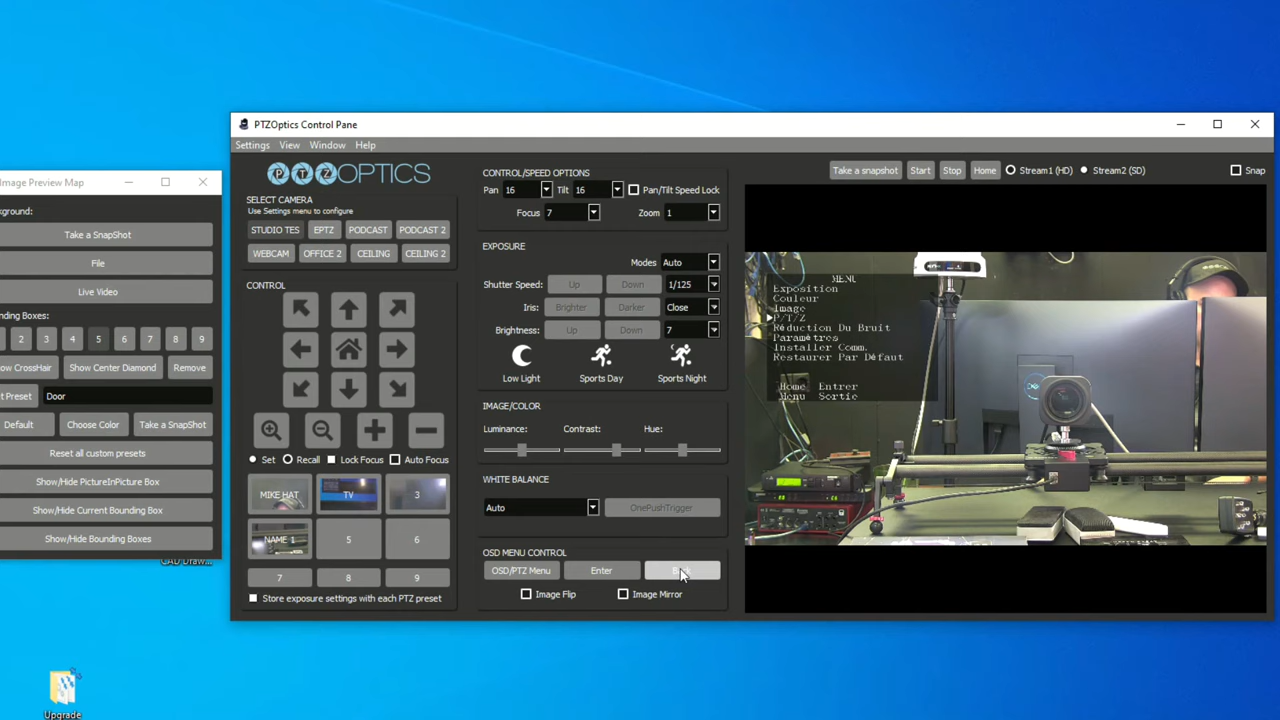 PTZOptics Control Pane
Settings View Window Help
PTZOPTICS
SELECT CAMERA
Use Settings menu to configure
STUDIO TES EPTZ PODCAST PODCAST 2
WEBCAM OFFICE 2 CEILING CEILING 2
CONTROL
Set Recall Lock Focus Auto Focus
MIKE HAT TV 3
NAME 1 5 6
7 8 9
Store exposure settings with each PTZ preset
CONTROL/SPEED OPTIONS
Pan 16 Tilt 16 Pan/Tilt Speed Lock
Focus 7 Zoom 1
EXPOSURE
Modes Auto
Shutter Speed: Up Down 1/125
Iris: Brighter Darker Close
Brightness: Up Down 7
Low Light Sports Day Sports Night
IMAGE/COLOR
Luminance: Contrast: Hue:
WHITE BALANCE
Auto OnePushTrigger
OSD MENU CONTROL
OSD/PTZ Menu Enter
Image Flip Image Mirror
Take a snapshot Start Stop Home Stream1 (HD) Stream2 (SD) Snap
MENU
Exposition
Couleur
Image
P/T/Z
Réduction Du Bruit
Paramètres
Installer Comm.
Restaurer Par Défaut
Home Entrer
Menu Sortie
Image Preview Map
kground:
Take a SnapShot
File
Live Video
unding Boxes:
2 3 4 5 6 7 8 9
ow CrossHair Show Center Diamond Remove
t Preset Door
Default Choose Color Take a SnapShot
Reset all custom presets
Show/Hide PictureInPicture Box
Show/Hide Current Bounding Box
Show/Hide Bounding Boxes
CAD Draw...
Upgrade